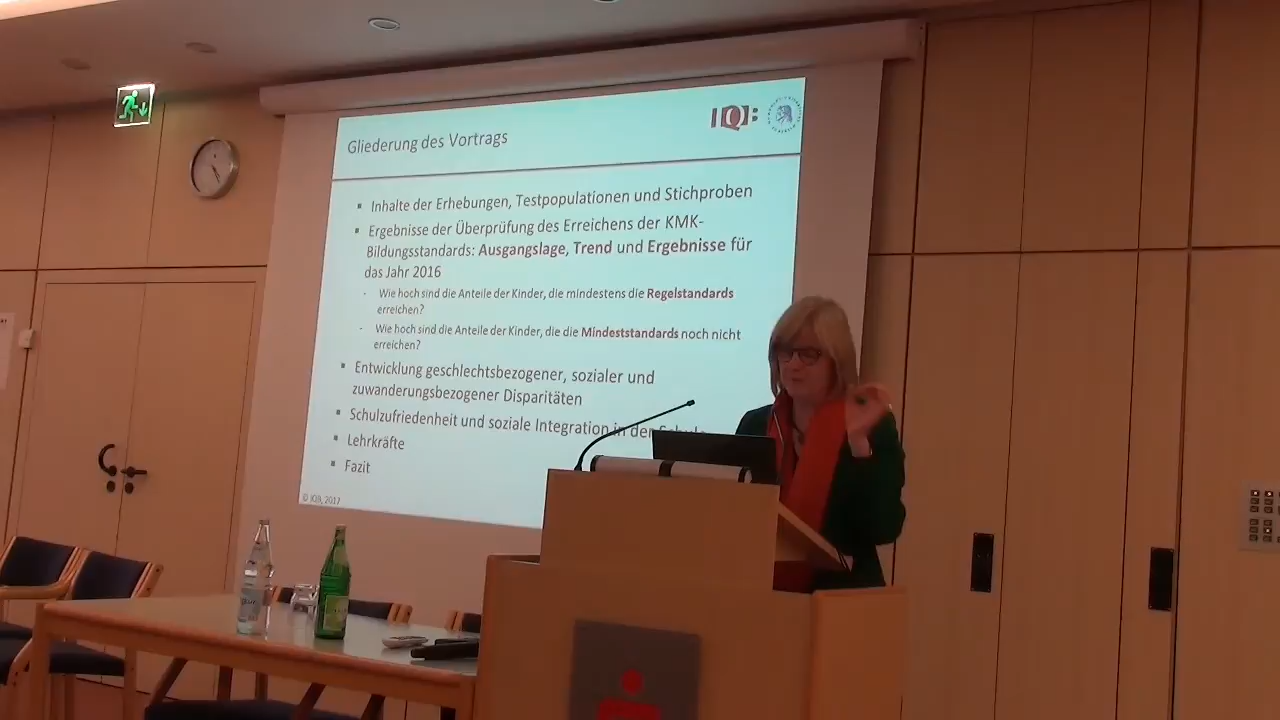 IQB
Gliederung des Vortrags
▪ Inhalte der Erhebungen, Testpopulationen und Stichproben
▪ Ergebnisse der Überprüfung des Erreichens der KMK-
Bildungsstandards: Ausgangslage, Trend und Ergebnisse für
das Jahr 2016
- Wie hoch sind die Anteile der Kinder, die mindestens die Regelstandards
erreichen?
- Wie hoch sind die Anteile der Kinder, die die Mindeststandards noch nicht
erreichen?
▪ Entwicklung geschlechtsbezogener, sozialer und
zuwanderungsbezogener Disparitäten
▪ Schulzufriedenheit und soziale Integration in der Schule
▪ Lehrkräfte
▪ Fazit
© IQB, 2017